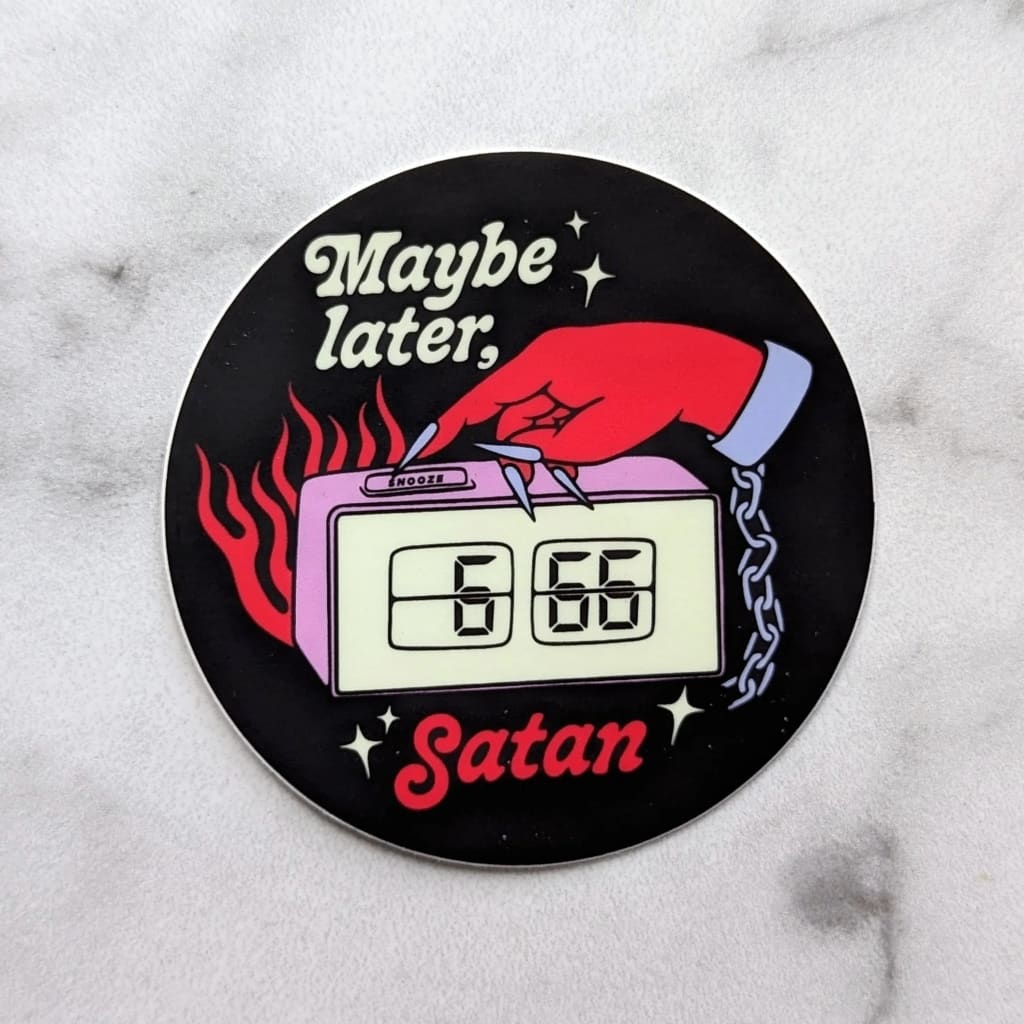 Maybe
later,
SNOOZE
6 66
Satan